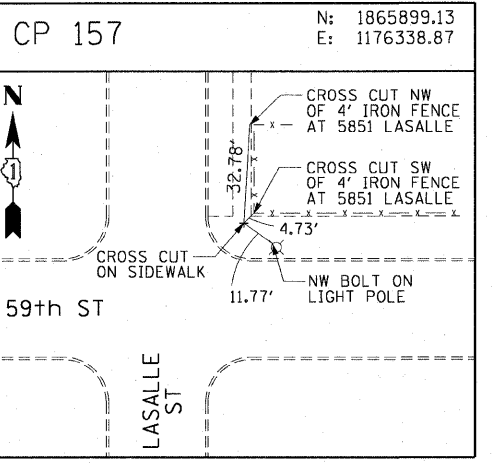 CP 157
N: 1865899.13
E: 1176338.87
N
1
CROSS CUT NW
OF 4' IRON FENCE
AT 5851 LASALLE
32.78'
CROSS CUT SW
OF 4' IRON FENCE
AT 5851 LASALLE
4.73'
CROSS CUT
ON SIDEWALK
11.77'
NW BOLT ON
LIGHT POLE
59th ST
LASALLE
ST